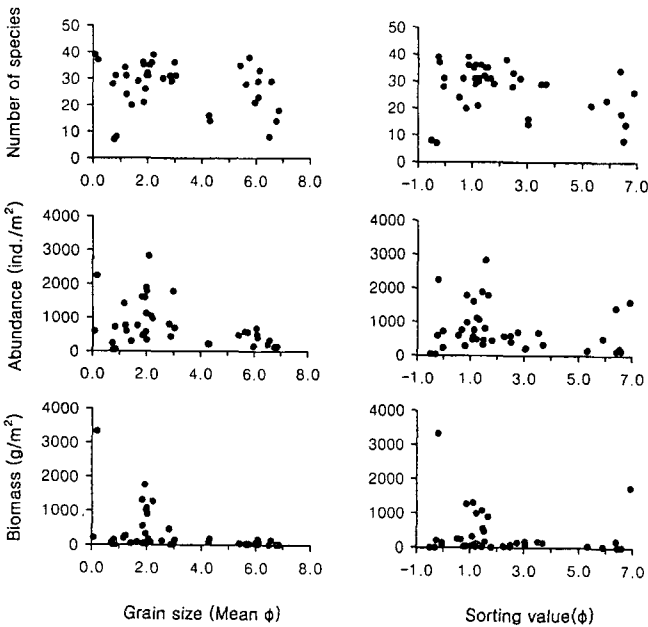 Number of species
50
40
30
20
10
0
0.0 2.0 4.0 6.0 8.0
50
40
30
20
10
0
-1.0 1.0 3.0 5.0 7.0
Abundance (ind./m²)
4000
3000
2000
1000
0
0.0 2.0 4.0 6.0 8.0
4000
3000
2000
1000
0
-1.0 1.0 3.0 5.0 7.0
Biomass (g/m²)
4000
3000
2000
1000
0
0.0 2.0 4.0 6.0 8.0
4000
3000
2000
1000
0
-1.0 1.0 3.0 5.0 7.0
Grain size (Mean ϕ)
Sorting value(ϕ)